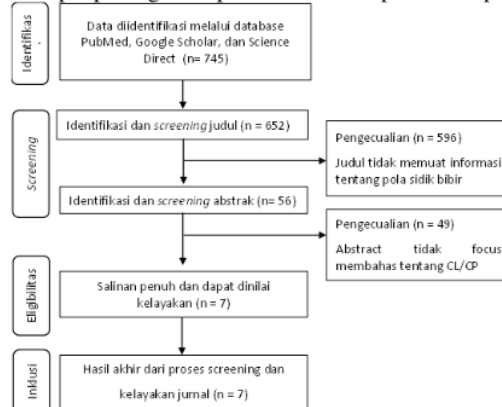 Identifikas
Data diidentifikasi melalui database
PubMed, Google Scholar, dan Science
Direct (n= 745)
Screening
Identifikasi dan screening judul (n = 652)
Pengecualian (n = 596)
Judul tidak memuat informasi
tentang pola sidik bibir
Identifikasi dan screening abstrak (n= 56)
Pengecualian (n = 49)
Abstract tidak focus
membahas tentang CL/CP
Eligibilitas
Salinan penuh dan dapat dinilai
kelayakan (n = 7)
Inklusi
Hasil akhir dari proses screening dan
kelayakan jurnal (n = 7)